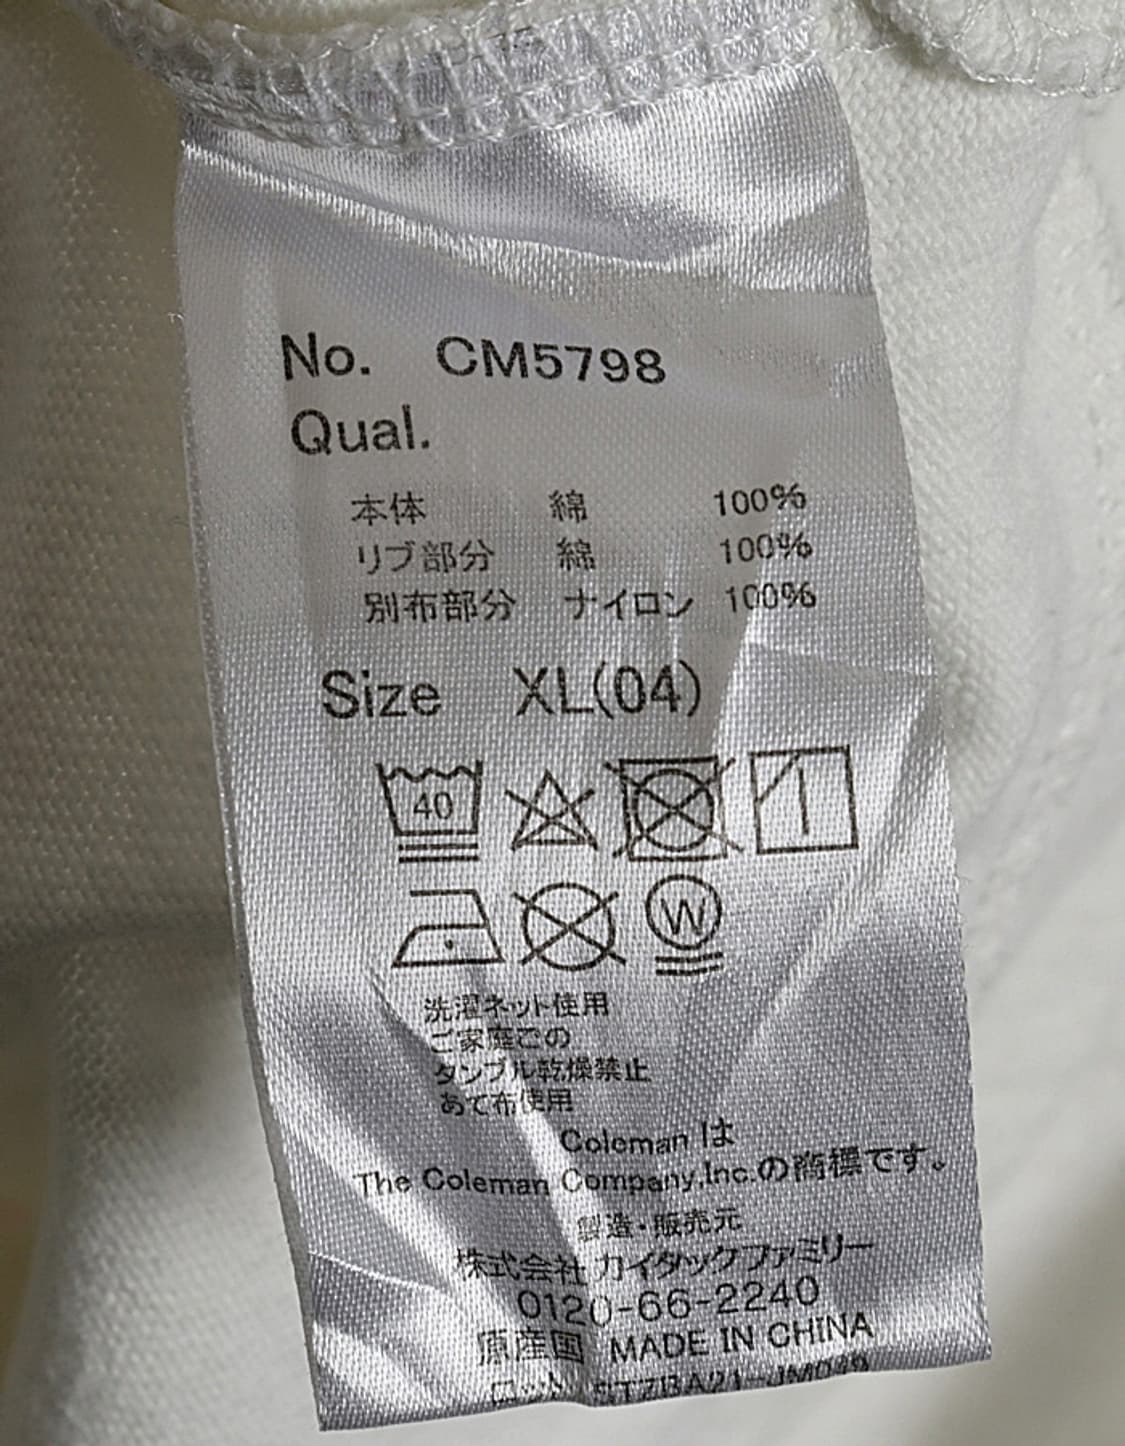 No. CM5798
Qual.
本体 綿 100%
リブ部分 綿 100%
別布部分 ナイロン 100%
Size XL(04)
40
W
洗濯ネット使用
ご家庭での
タンブル乾燥禁止
あて布使用
Coleman は
The Coleman Company,Inc.の商標です。
製造・販売元
株式会社 カイタックファミリー
0120-66-2240
原産国 MADE IN CHINA
ロット